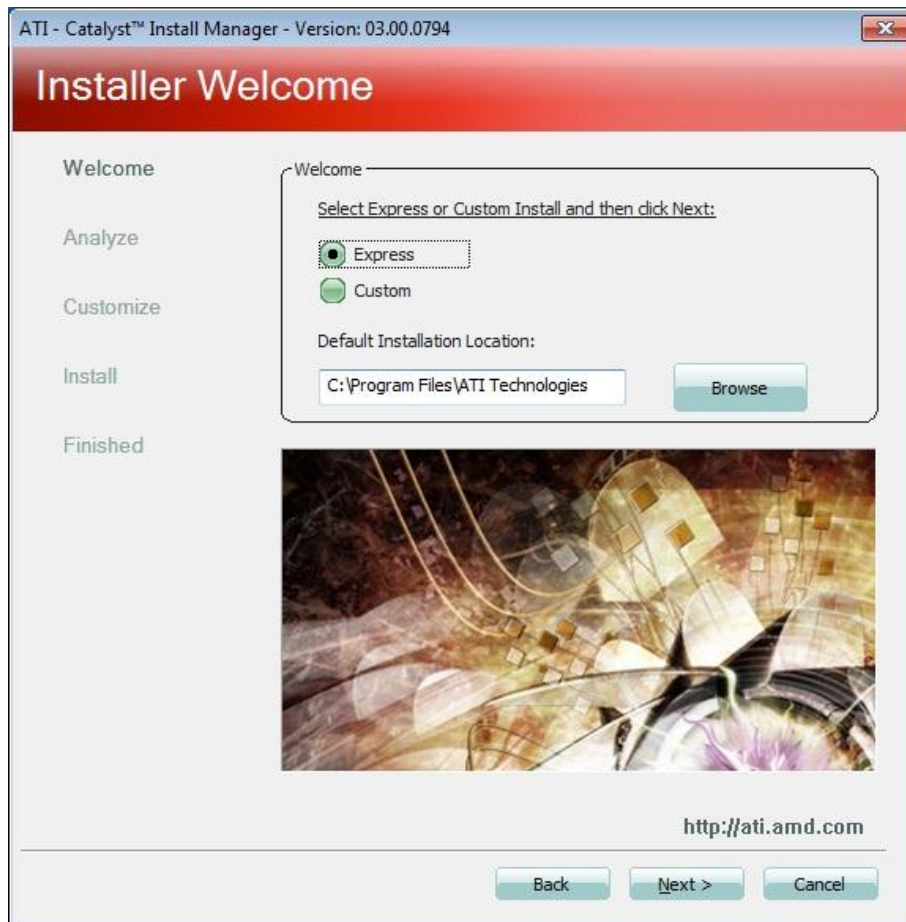 ATI - Catalyst™ Install Manager - Version: 03.00.0794
Installer Welcome
Welcome
Analyze
Customize
Install
Finished
Welcome
Select Express or Custom Install and then click Next:
Express
Custom
Default Installation Location:
C:\Program Files\ATI Technologies
Browse
http://ati.amd.com
Back
Next >
Cancel